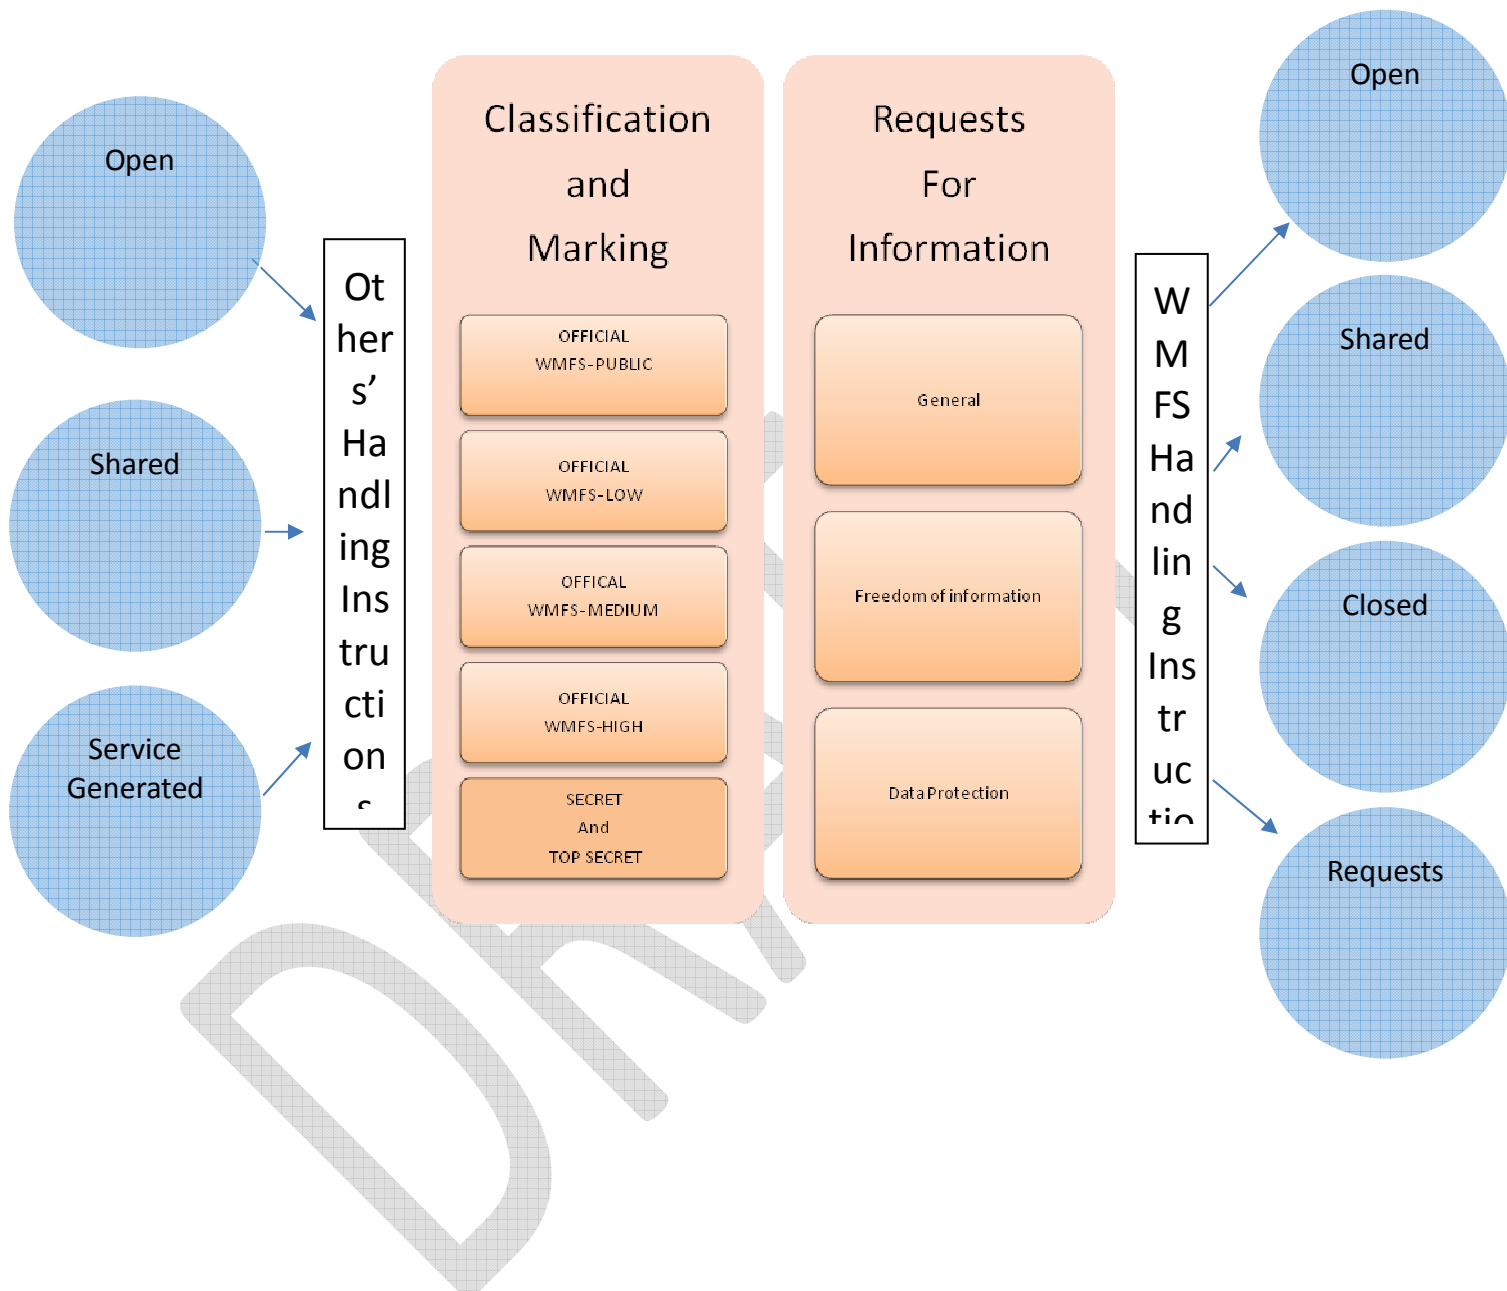 Open
Shared
Service
Generated
Ot
her
s’
Ha
ndl
ing
Ins
tru
cti
on
s
Classification
and
Marking
OFFICIAL
WMFS-PUBLIC
OFFICIAL
WMFS-LOW
OFFICAL
WMFS-MEDIUM
OFFICIAL
WMFS-HIGH
SECRET
And
TOP SECRET
Requests
For
Information
General
Freedom of information
Data Protection
W
M
FS
Ha
nd
lin
g
Ins
tr
uc
tio
Open
Shared
Closed
Requests
DRAFT